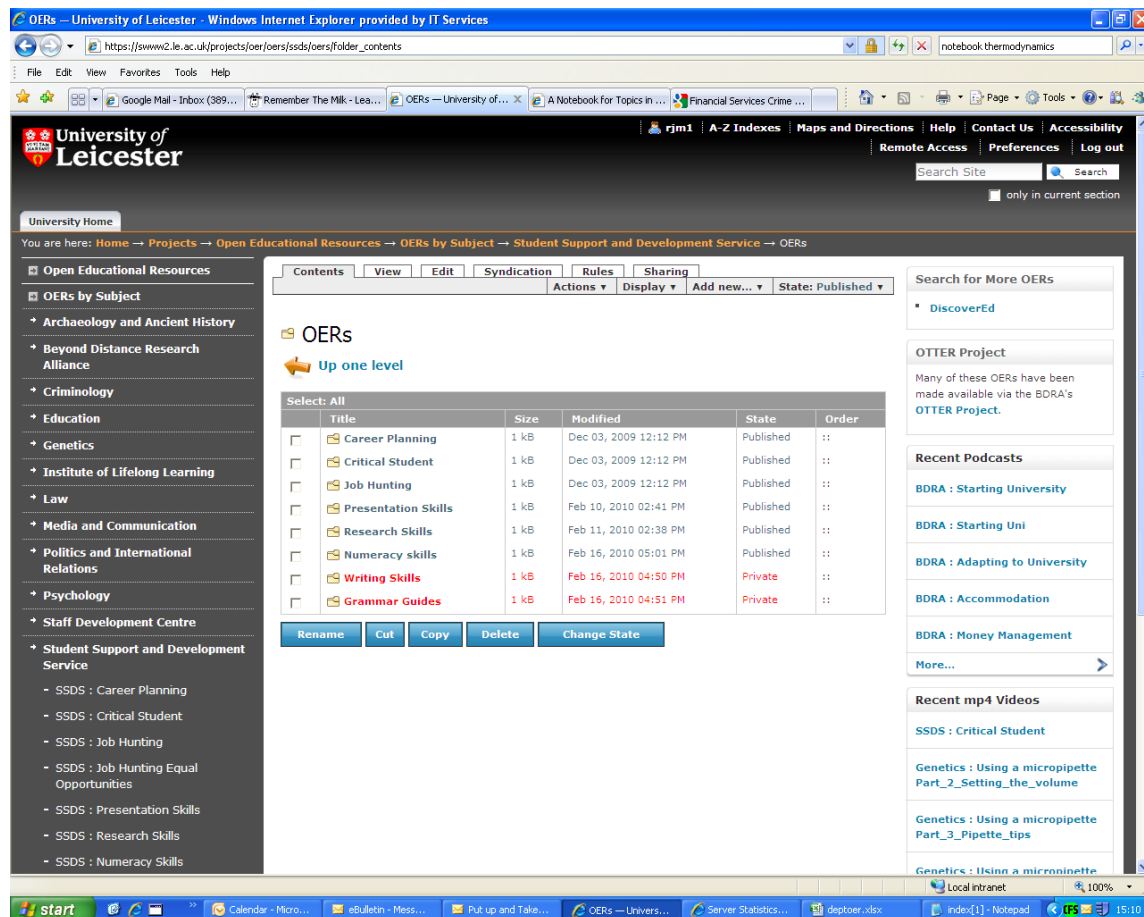 OERs — University of Leicester - Windows Internet Explorer provided by IT Services
https://swww2.le.ac.uk/projects/oer/oers/ssds/oers/folder_contents
notebook thermodynamics
File Edit View Favorites Tools Help
Google Mail - Inbox (389...
Remember The Milk - Lea...
OERs — University of...
A Notebook for Topics in ...
Financial Services Crime ...
Page
Tools
University of
Leicester
rjm1 A-Z Indexes Maps and Directions Help Contact Us Accessibility
Remote Access Preferences Log out
Search Site
Search
only in current section
University Home
You are here: Home → Projects → Open Educational Resources → OERs by Subject → Student Support and Development Service → OERs
Open Educational Resources
OERs by Subject
Archaeology and Ancient History
Beyond Distance Research
Alliance
Criminology
Education
Genetics
Institute of Lifelong Learning
Law
Media and Communication
Politics and International
Relations
Psychology
Staff Development Centre
Student Support and Development
Service
- SSDS : Career Planning
- SSDS : Critical Student
- SSDS : Job Hunting
- SSDS : Job Hunting Equal
Opportunities
- SSDS : Presentation Skills
- SSDS : Research Skills
- SSDS : Numeracy Skills
Contents View Edit Syndication Rules Sharing
Actions Display Add new... State: Published
OERs
Up one level
Select: All
Title Size Modified State Order
Career Planning 1 kB Dec 03, 2009 12:12 PM Published ::
Critical Student 1 kB Dec 03, 2009 12:12 PM Published ::
Job Hunting 1 kB Dec 03, 2009 12:12 PM Published ::
Presentation Skills 1 kB Feb 10, 2010 02:41 PM Published ::
Research Skills 1 kB Feb 11, 2010 02:38 PM Published ::
Numeracy skills 1 kB Feb 16, 2010 05:01 PM Published ::
Writing Skills 1 kB Feb 16, 2010 04:50 PM Private ::
Grammar Guides 1 kB Feb 16, 2010 04:51 PM Private ::
Rename Cut Copy Delete Change State
Search for More OERs
DiscoverEd
OTTER Project
Many of these OERs have been
made available via the BDRA's
OTTER Project.
Recent Podcasts
BDRA : Starting University
BDRA : Starting Uni
BDRA : Adapting to University
BDRA : Accommodation
BDRA : Money Management
More...
Recent mp4 Videos
SSDS : Critical Student
Genetics : Using a micropipette
Part_2_Setting_the_volume
Genetics : Using a micropipette
Part_3_Pipette_tips
Genetics : Using a micropipette
Local intranet
100%
start
Calendar - Micro...
eBulletin - Mess...
Put up and Take...
OERs — Univers...
Server Statistics...
deptoer.xlsx
index[1] - Notepad
15:10